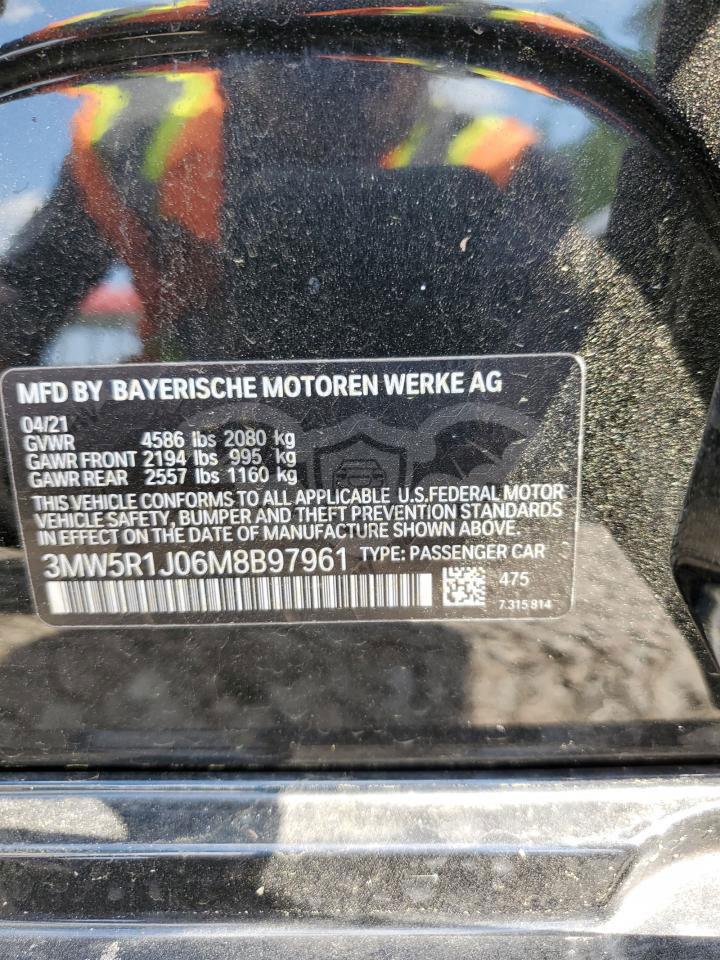 MFD BY BAYERISCHE MOTOREN WERKE AG
04/21
GVWR 4586 lbs 2080 kg
GAWR FRONT 2194 lbs 995 kg
GAWR REAR 2557 lbs 1160 kg
THIS VEHICLE CONFORMS TO ALL APPLICABLE U.S.FEDERAL MOTOR
VEHICLE SAFETY, BUMPER AND THEFT PREVENTION STANDARDS
IN EFFECT ON THE DATE OF MANUFACTURE SHOWN ABOVE.
3MW5R1J06M8B97961 TYPE: PASSENGER CAR
475
7.315 814